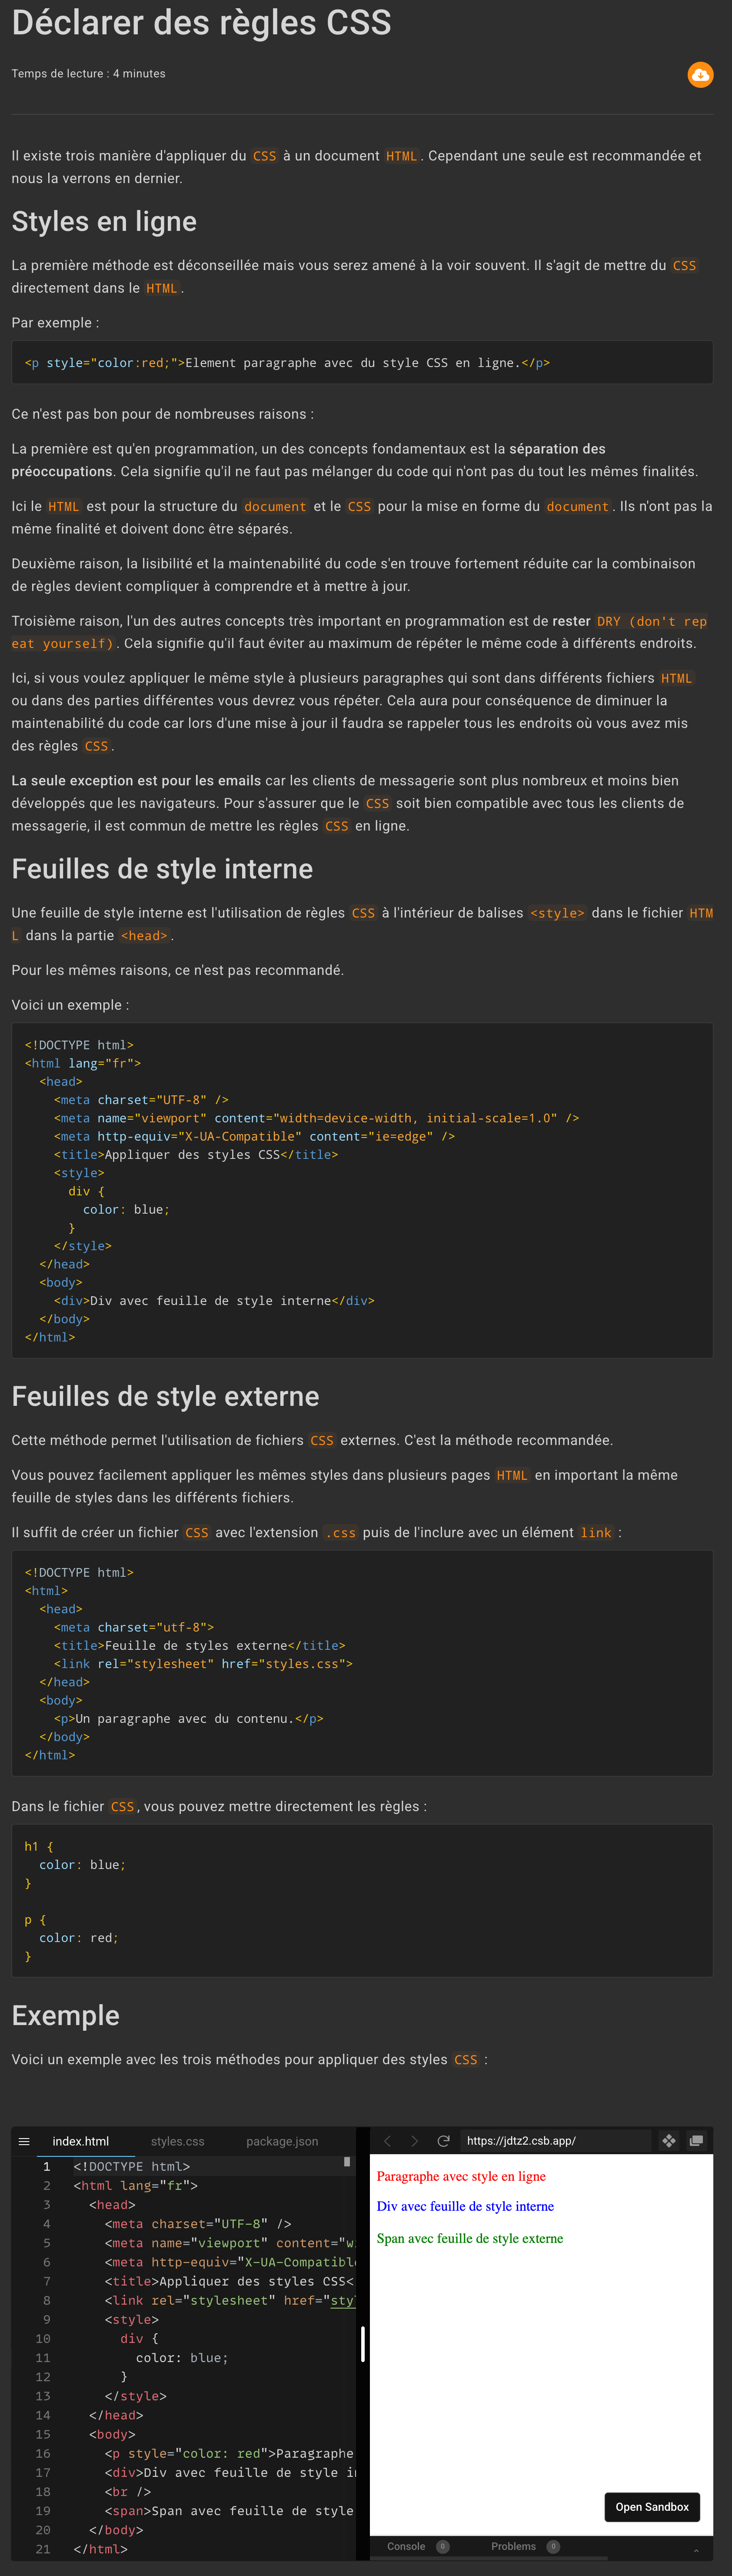 Déclarer des règles CSS
Temps de lecture : 4 minutes
Il existe trois manière d'appliquer du CSS à un document HTML. Cependant une seule est recommandée et
nous la verrons en dernier.
Styles en ligne
La première méthode est déconseillée mais vous serez amené à la voir souvent. Il s'agit de mettre du CSS
directement dans le HTML.
Par exemple :
<p style="color:red;">Element paragraphe avec du style CSS en ligne.</p>
Ce n'est pas bon pour de nombreuses raisons :
La première est qu'en programmation, un des concepts fondamentaux est la séparation des
préoccupations. Cela signifie qu'il ne faut pas mélanger du code qui n'ont pas du tout les mêmes finalités.
Ici le HTML est pour la structure du document et le CSS pour la mise en forme du document. Ils n'ont pas la
même finalité et doivent donc être séparés.
Deuxième raison, la lisibilité et la maintenabilité du code s'en trouve fortement réduite car la combinaison
de règles devient compliquer à comprendre et à mettre à jour.
Troisième raison, l'un des autres concepts très important en programmation est de rester DRY (don't rep
eat yourself). Cela signifie qu'il faut éviter au maximum de répéter le même code à différents endroits.
Ici, si vous voulez appliquer le même style à plusieurs paragraphes qui sont dans différents fichiers HTML
ou dans des parties différentes vous devrez vous répéter. Cela aura pour conséquence de diminuer la
maintenabilité du code car lors d'une mise à jour il faudra se rappeler tous les endroits où vous avez mis
des règles CSS.
La seule exception est pour les emails car les clients de messagerie sont plus nombreux et moins bien
développés que les navigateurs. Pour s'assurer que le CSS soit bien compatible avec tous les clients de
messagerie, il est commun de mettre les règles CSS en ligne.
Feuilles de style interne
Une feuille de style interne est l'utilisation de règles CSS à l'intérieur de balises <style> dans le fichier HTM
L dans la partie <head>.
Pour les mêmes raisons, ce n'est pas recommandé.
Voici un exemple :
<!DOCTYPE html>
<html lang="fr">
<head>
<meta charset="UTF-8" />
<meta name="viewport" content="width=device-width, initial-scale=1.0" />
<meta http-equiv="X-UA-Compatible" content="ie=edge" />
<title>Appliquer des styles CSS</title>
<style>
div {
color: blue;
}
</style>
</head>
<body>
<div>Div avec feuille de style interne</div>
</body>
</html>
Feuilles de style externe
Cette méthode permet l'utilisation de fichiers CSS externes. C'est la méthode recommandée.
Vous pouvez facilement appliquer les mêmes styles dans plusieurs pages HTML en important la même
feuille de styles dans les différents fichiers.
Il suffit de créer un fichier CSS avec l'extension .css puis de l'inclure avec un élément link :
<!DOCTYPE html>
<html>
<head>
<meta charset="utf-8">
<title>Feuille de styles externe</title>
<link rel="stylesheet" href="styles.css">
</head>
<body>
<p>Un paragraphe avec du contenu.</p>
</body>
</html>
Dans le fichier CSS, vous pouvez mettre directement les règles :
h1 {
color: blue;
}
p {
color: red;
}
Exemple
Voici un exemple avec les trois méthodes pour appliquer des styles CSS :
index.html styles.css package.json
1 <!DOCTYPE html>
2 <html lang="fr">
3 <head>
4 <meta charset="UTF-8" />
5 <meta name="viewport" content="w
6 <meta http-equiv="X-UA-Compatible
7 <title>Appliquer des styles CSS<
8 <link rel="stylesheet" href="sty
9 <style>
10 div {
11 color: blue;
12 }
13 </style>
14 </head>
15 <body>
16 <p style="color: red">Paragraphe
17 <div>Div avec feuille de style i
18 <br />
19 <span>Span avec feuille de style
20 </body>
21 </html>
https://jdtz2.csb.app/
Paragraphe avec style en ligne
Div avec feuille de style interne
Span avec feuille de style externe
Open Sandbox
Console 0 Problems 0